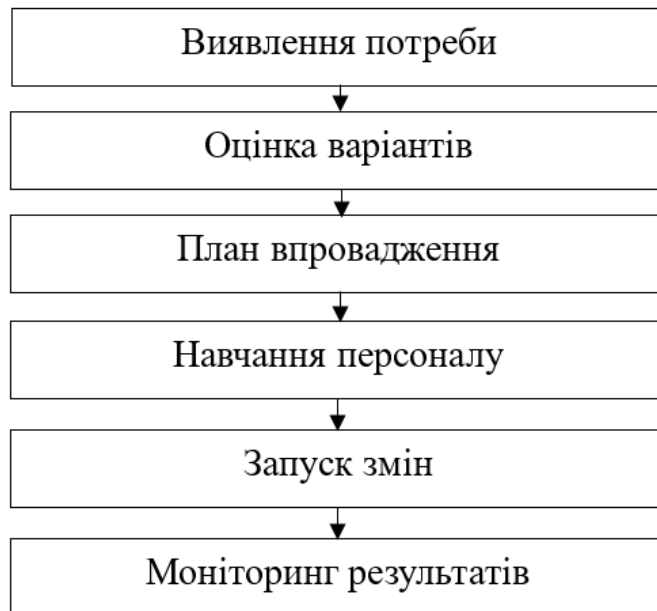 Виявлення потреби
Оцінка варіантів
План впровадження
Навчання персоналу
Запуск змін
Моніторинг результатів